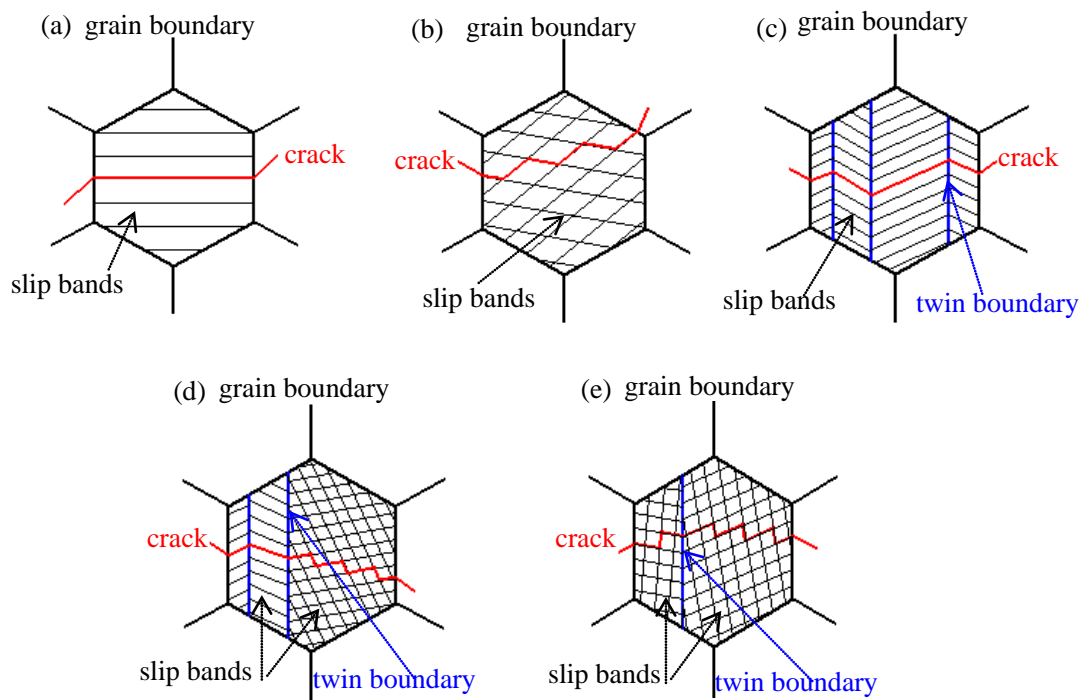 (a) grain boundary
crack
slip bands
(b) grain boundary
crack
slip bands
(c) grain boundary
crack
slip bands
twin boundary
(d) grain boundary
crack
slip bands
twin boundary
(e) grain boundary
crack
slip bands
twin boundary